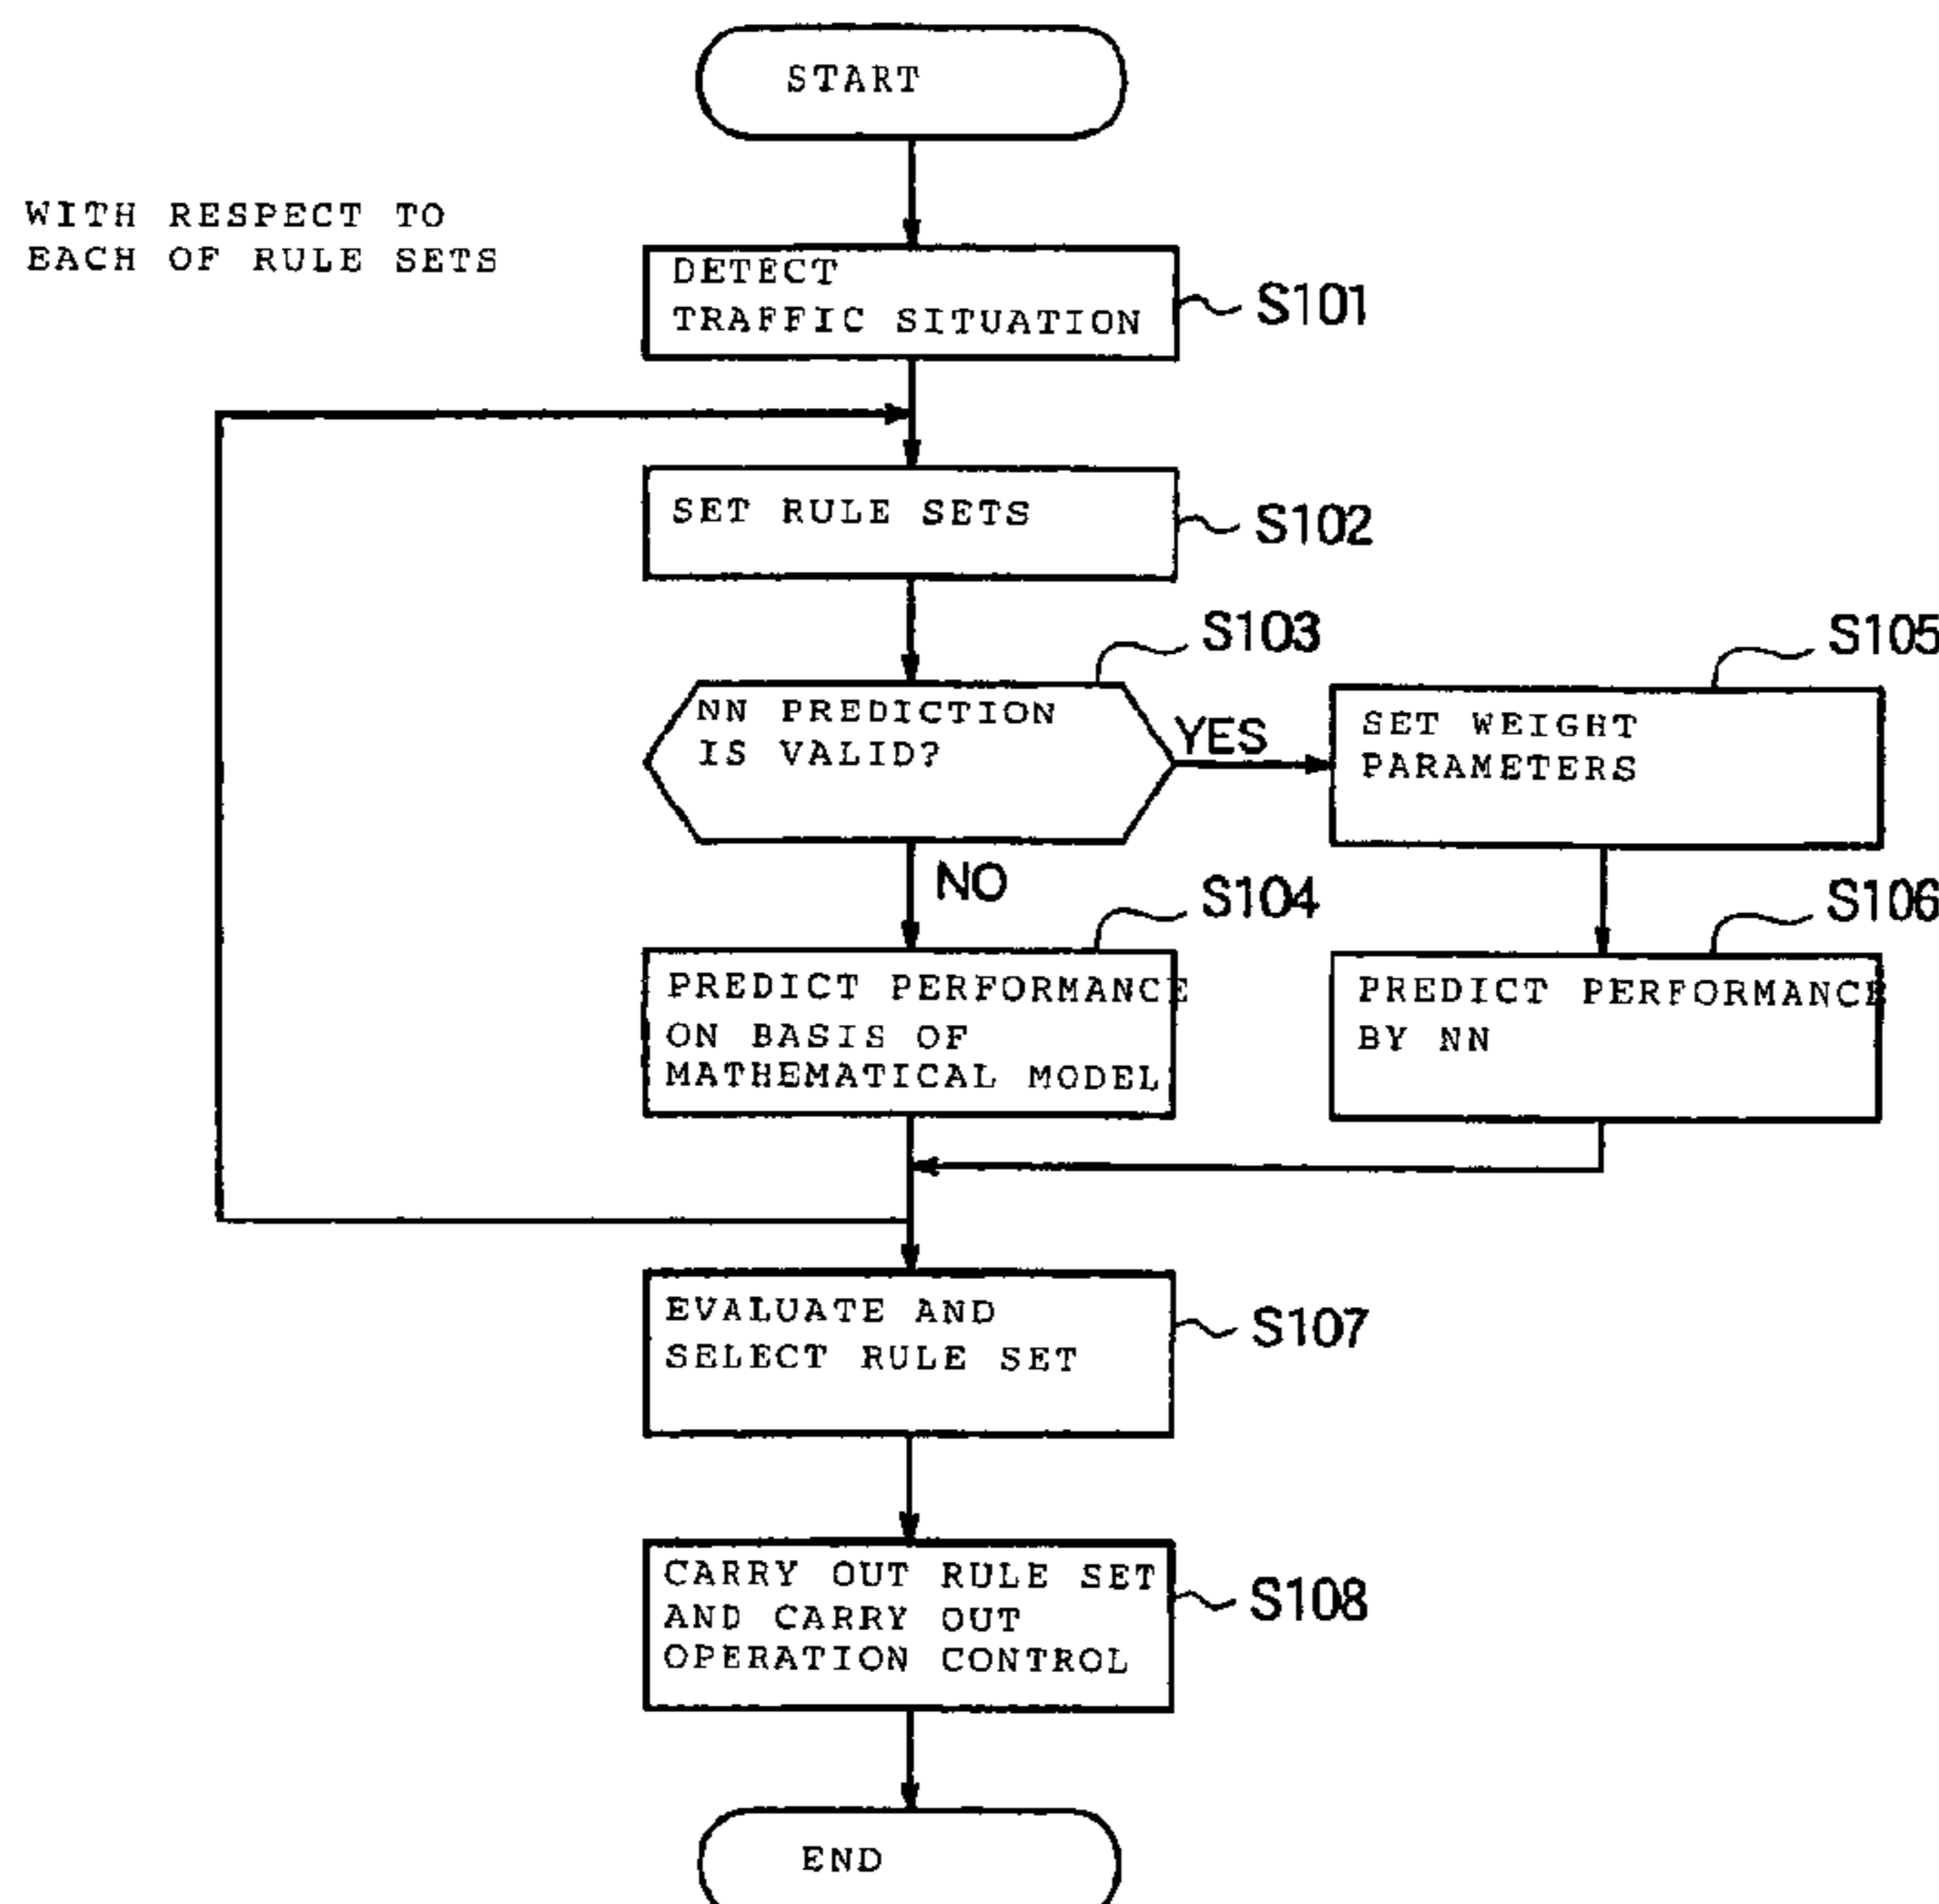 START
WITH RESPECT TO
EACH OF RULE SETS
DETECT
TRAFFIC SITUATION
S101
SET RULE SETS
S102
S103
NN PREDICTION
IS VALID?
YES
S105
SET WEIGHT
PARAMETERS
NO
S104
PREDICT PERFORMANCE
ON BASIS OF
MATHEMATICAL MODEL
S106
PREDICT PERFORMANCE
BY NN
EVALUATE AND
SELECT RULE SET
S107
CARRY OUT RULE SET
AND CARRY OUT
OPERATION CONTROL
S108
END